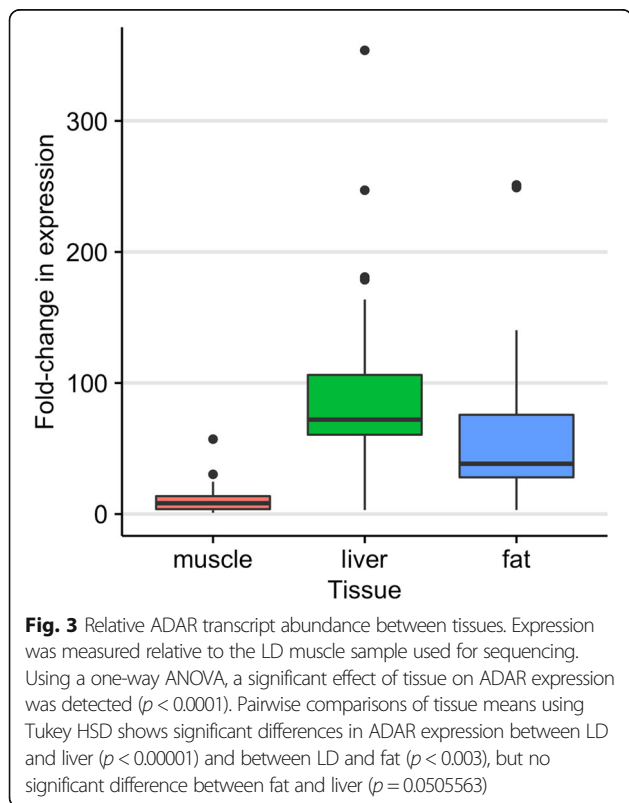 Fold-change in expression
300
200
100
0
muscle liver fat
Tissue
Fig. 3 Relative ADAR transcript abundance between tissues. Expression
was measured relative to the LD muscle sample used for sequencing.
Using a one-way ANOVA, a significant effect of tissue on ADAR expression
was detected (p < 0.0001). Pairwise comparisons of tissue means using
Tukey HSD shows significant differences in ADAR expression between LD
and liver (p < 0.00001) and between LD and fat (p < 0.003), but no
significant difference between fat and liver (p = 0.0505563)